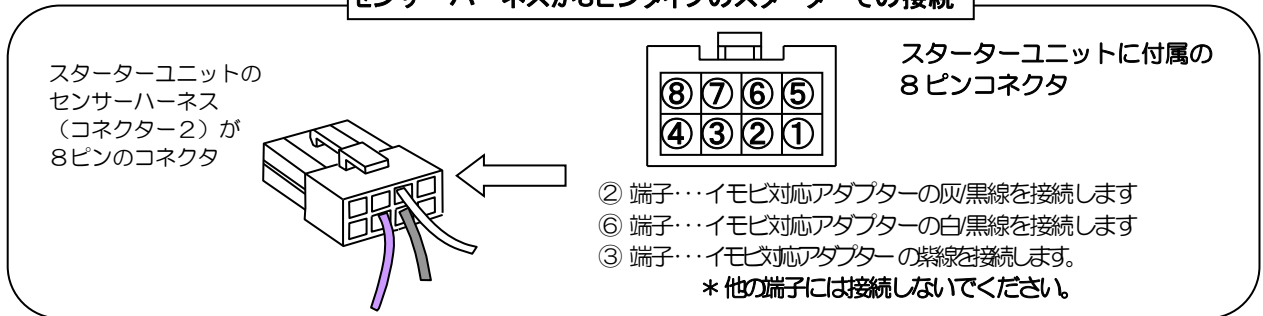 センサーハーネスが8ピンタイプのスターターでの接続
スターターユニットの
センサーハーネス
（コネクター２）が
８ピンのコネクタ
⑧⑦⑥⑤
④③②①
スターターユニットに付属の
８ピンコネクタ
② 端子･･･イモビ対応アダプターの灰/黒線を接続します
⑥ 端子･･･イモビ対応アダプターの白/黒線を接続します
③ 端子･･･イモビ対応アダプターの紫線を接続します。
＊他の端子には接続しないでください。